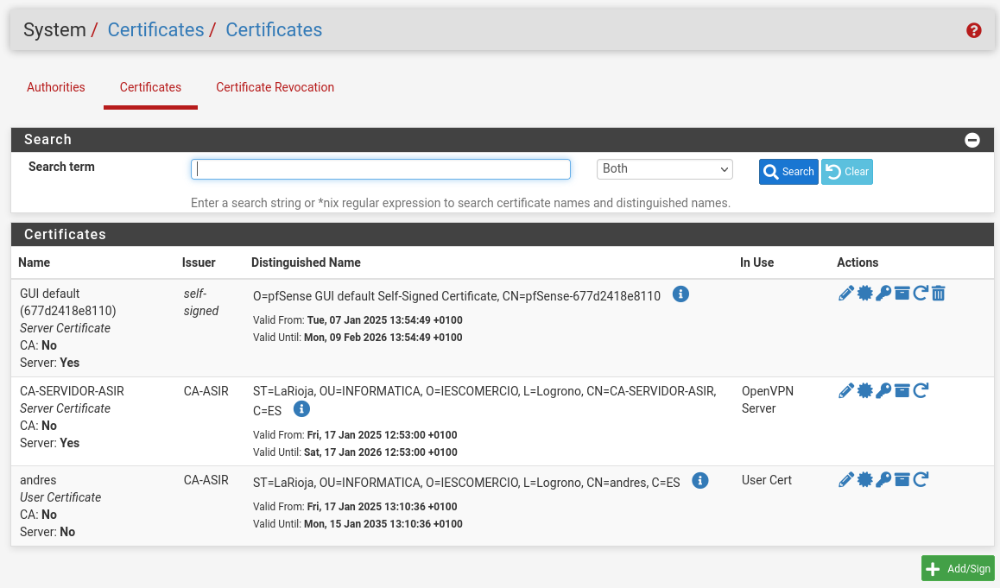 System / Certificates / Certificates
Authorities Certificates Certificate Revocation
Search
Search term Both Search Clear
Enter a search string or *nix regular expression to search certificate names and distinguished names.
Certificates
Name Issuer Distinguished Name In Use Actions
GUI default
(677d2418e8110)
Server Certificate
CA: No
Server: Yes
self-
signed
O=pfSense GUI default Self-Signed Certificate, CN=pfSense-677d2418e8110
Valid From: Tue, 07 Jan 2025 13:54:49 +0100
Valid Until: Mon, 09 Feb 2026 13:54:49 +0100
CA-SERVIDOR-ASIR
Server Certificate
CA: No
Server: Yes
CA-ASIR
ST=LaRioja, OU=INFORMATICA, O=IESCOMERCIO, L=Logrono, CN=CA-SERVIDOR-ASIR,
C=ES
Valid From: Fri, 17 Jan 2025 12:53:00 +0100
Valid Until: Sat, 17 Jan 2026 12:53:00 +0100
OpenVPN
Server
andres
User Certificate
CA: No
Server: No
CA-ASIR
ST=LaRioja, OU=INFORMATICA, O=IESCOMERCIO, L=Logrono, CN=andres, C=ES
Valid From: Fri, 17 Jan 2025 13:10:36 +0100
Valid Until: Mon, 15 Jan 2035 13:10:36 +0100
User Cert
Add/Sign